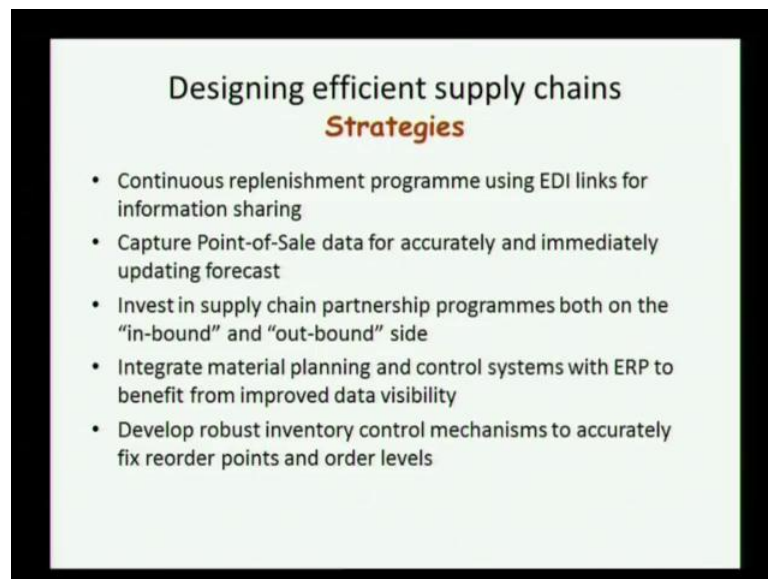 Designing efficient supply chains
Strategies
• Continuous replenishment programme using EDI links for
information sharing
• Capture Point-of-Sale data for accurately and immediately
updating forecast
• Invest in supply chain partnership programmes both on the
“in-bound” and “out-bound” side
• Integrate material planning and control systems with ERP to
benefit from improved data visibility
• Develop robust inventory control mechanisms to accurately
fix reorder points and order levels